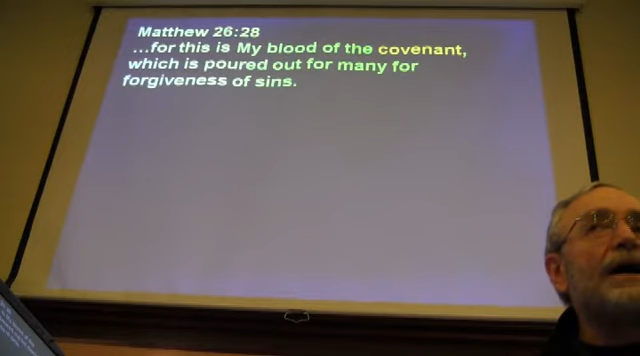 Matthew 26:28
...for this is My blood of the covenant,
which is poured out for many for
forgiveness of sins.